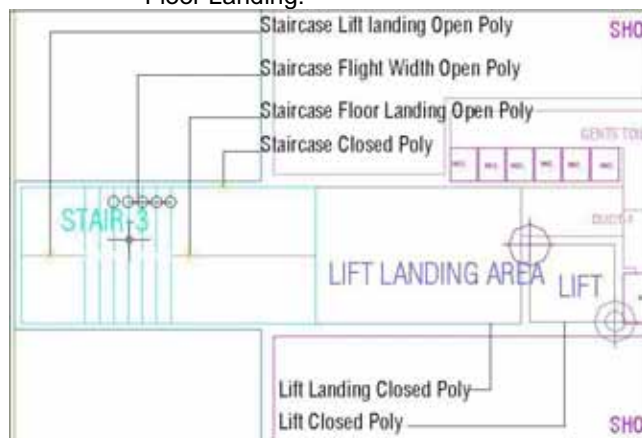 Floor Landing.
Staircase Lift landing Open Poly
SHO
Staircase Flight Width Open Poly
Staircase Floor Landing Open Poly
GENTS TOI
Staircase Closed Poly
STAIR-3
LIFT LANDING AREA
LIFT
Lift Landing Closed Poly
Lift Closed Poly
SHO